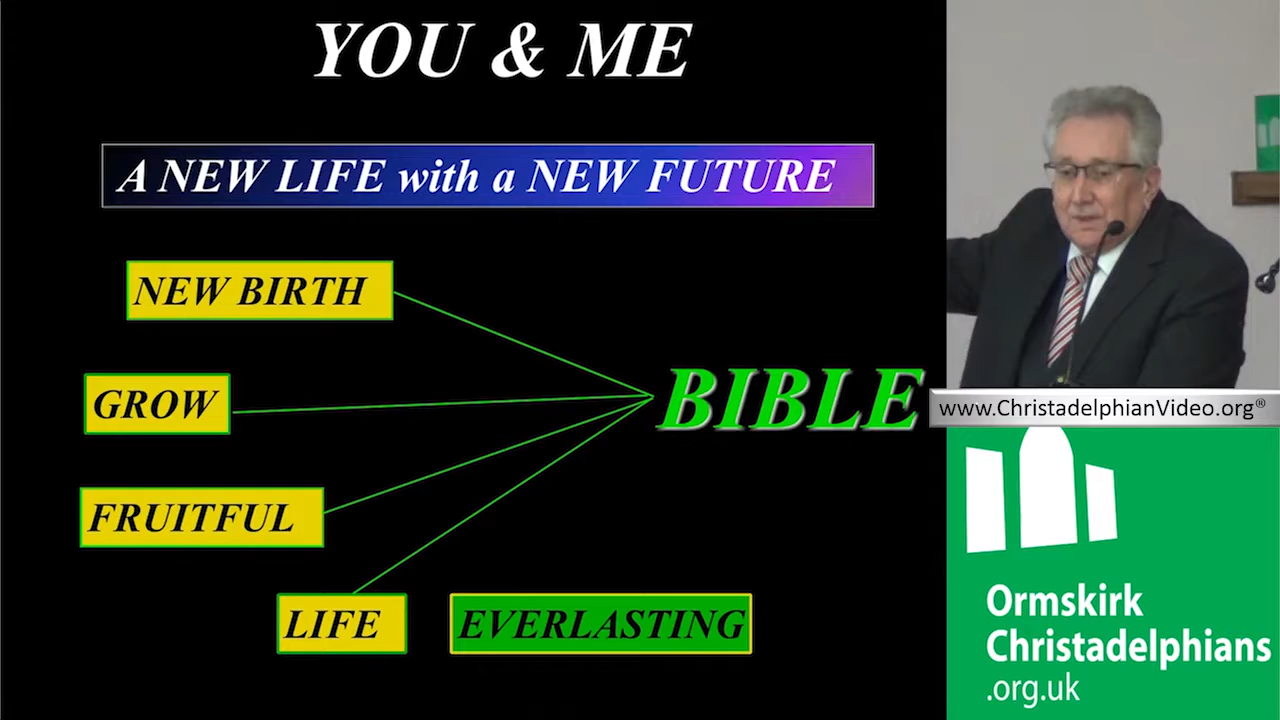 YOU & ME
A NEW LIFE with a NEW FUTURE
NEW BIRTH
GROW
FRUITFUL
LIFE
EVERLASTING
BIBLE
www.ChristadelphianVideo.org®
Ormskirk
Christadelphians
.org.uk